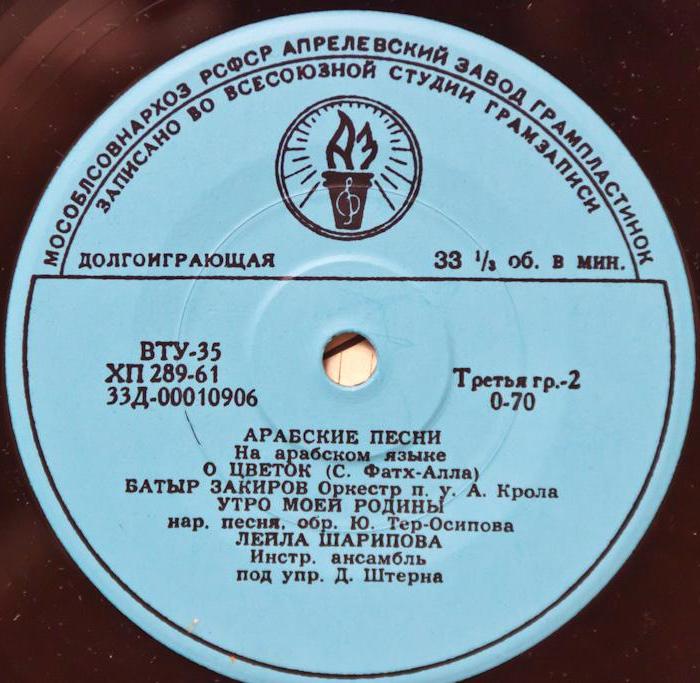 МОСОБЛСОВНАРХОЗ РСФСР АПРЕЛЕВСКИЙ ЗАВОД ГРАМПЛАСТИНОК
ЗАПИСАНО ВО ВСЕСОЮЗНОЙ СТУДИИ ГРАМЗАПИСИ
АЗ
ДОЛГОИГРАЮЩАЯ 33 1/3 об. в мин.
ВТУ-35
ХП 289-61
33Д-00010906
Третья гр.-2
0-70
АРАБСКИЕ ПЕСНИ
На арабском языке
О ЦВЕТОК (С. Фатх-Алла)
БАТЫР ЗАКИРОВ Оркестр п. у. А. Крола
УТРО МОЕЙ РОДИНЫ
нар. песня, обр. Ю. Тер-Осипова
ЛЕЙЛА ШАРИПОВА
Инстр. ансамбль
под упр. Д. Штерна